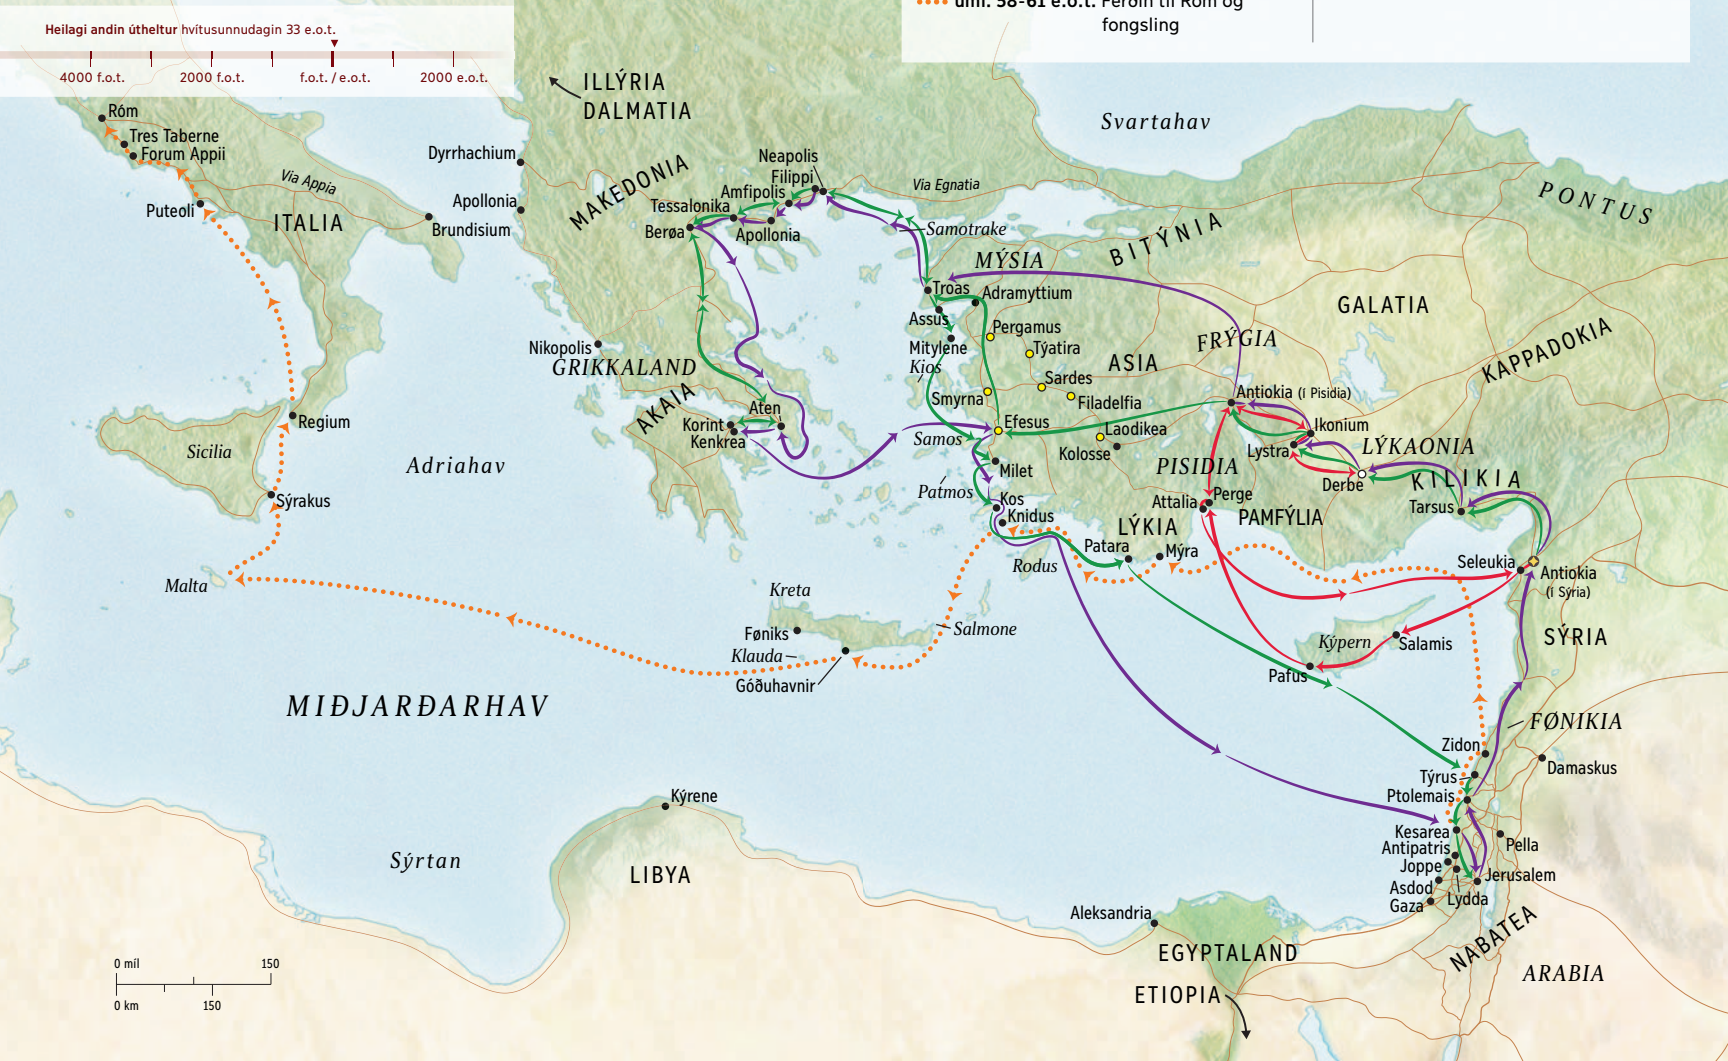 uml. 58-61 e.o.t. Ferðin til Róm og
fongsling
Heilagi andin útheltur hvítusunnudagin 33 e.o.t.
4000 f.o.t.
2000 f.o.t.
f.o.t. / e.o.t.
2000 e.o.t.
ILLÝRIA
DALMATIA
Svartahav
Róm
Tres Taberne
Forum Appii
Via Appia
Puteoli
ITALIA
Brundisium
Dyrrhachium
Apollonia
MAKEDONIA
Neapolis
Filippi
Amfipolis
Tessalonika
Berøa
Apollonia
Via Egnatia
Samotrake
PONTUS
BITÝNIA
MÝSIA
Troas
Adramyttium
Assus
GALATIA
Pergamus
Mitylene
Týatira
ASIA
FRÝGIA
KAPPADOKIA
Nikopolis
GRIKKALAND
Kios
Sardes
Smyrna
Filadelfia
Antiokia (í Pisidia)
AKAIA
Aten
Korint
Kenkrea
Efesus
Samos
Laodikea
Kolosse
Ikonium
Lystra
LÝKAONIA
Regium
Sicilia
Adriahav
Milet
PISIDIA
Derbe
KILIKIA
Patmos
Sýrakus
Kos
Knidus
Attalia
Perge
LÝKIA
PAMFÝLIA
Tarsus
Patara
Mýra
Rodus
Seleukia
Antiokia
(í Sýria)
Malta
Kreta
Føniks
Klauda
Salmone
Góðuhavnir
Kýpern
Salamis
Pafus
SÝRIA
MIÐJARÐARHAV
FØNIKIA
Zidon
Damaskus
Týrus
Ptolemais
Kýrene
Kesarea
Antipatris
Pella
Joppe
Jerusalem
Asdod
Gaza
Lydda
Sýrtan
LIBYA
Aleksandria
EGYPTALAND
NABATEA
ARABIA
ETIOPIA
0 míl
150
0 km
150